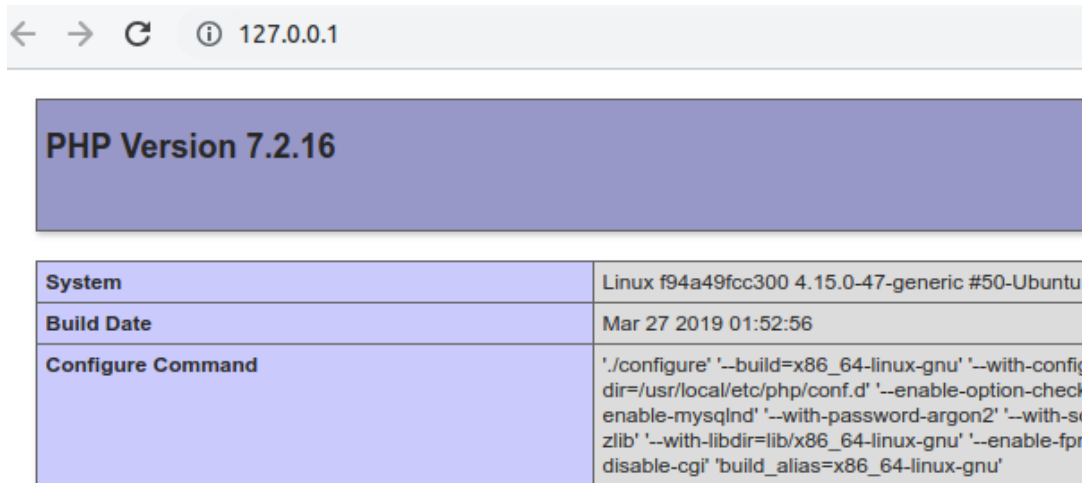 127.0.0.1
PHP Version 7.2.16
System Linux f94a49fcc300 4.15.0-47-generic #50-Ubuntu
Build Date Mar 27 2019 01:52:56
Configure Command './configure' '--build=x86_64-linux-gnu' '--with-config
dir=/usr/local/etc/php/conf.d' '--enable-option-check
enable-mysqlnd' '--with-password-argon2' '--with-s
zlib' '--with-libdir=lib/x86_64-linux-gnu' '--enable-fp
disable-cgi' 'build_alias=x86_64-linux-gnu'